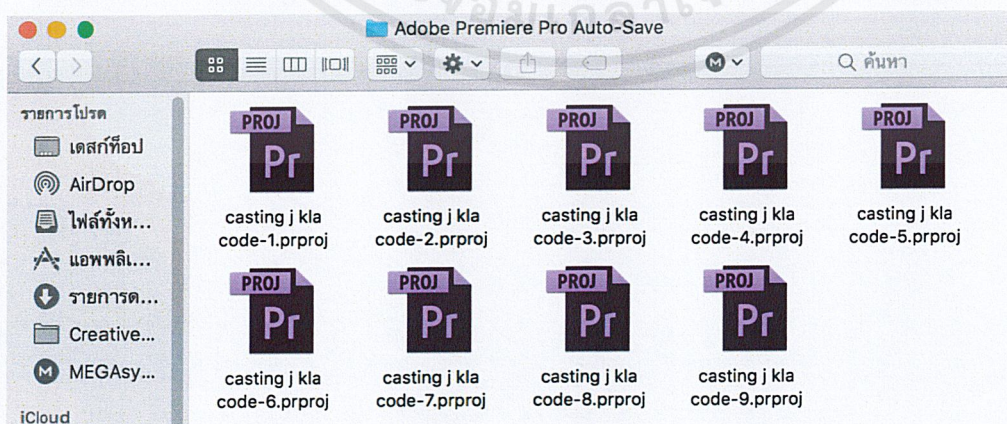 Adobe Premiere Pro Auto-Save
ค้นหา
รายการโปรด
เดสก์ท็อป
AirDrop
ไฟล์ทั้งห...
แอพพลิเ...
รายการด...
Creative...
MEGAsy...
iCloud
PROJ PROJ PROJ PROJ PROJ
Pr Pr Pr Pr Pr
casting j kla casting j kla casting j kla casting j kla casting j kla
code-1.prproj code-2.prproj code-3.prproj code-4.prproj code-5.prproj
PROJ PROJ PROJ PROJ
Pr Pr Pr Pr
casting j kla casting j kla casting j kla casting j kla
code-6.prproj code-7.prproj code-8.prproj code-9.prproj